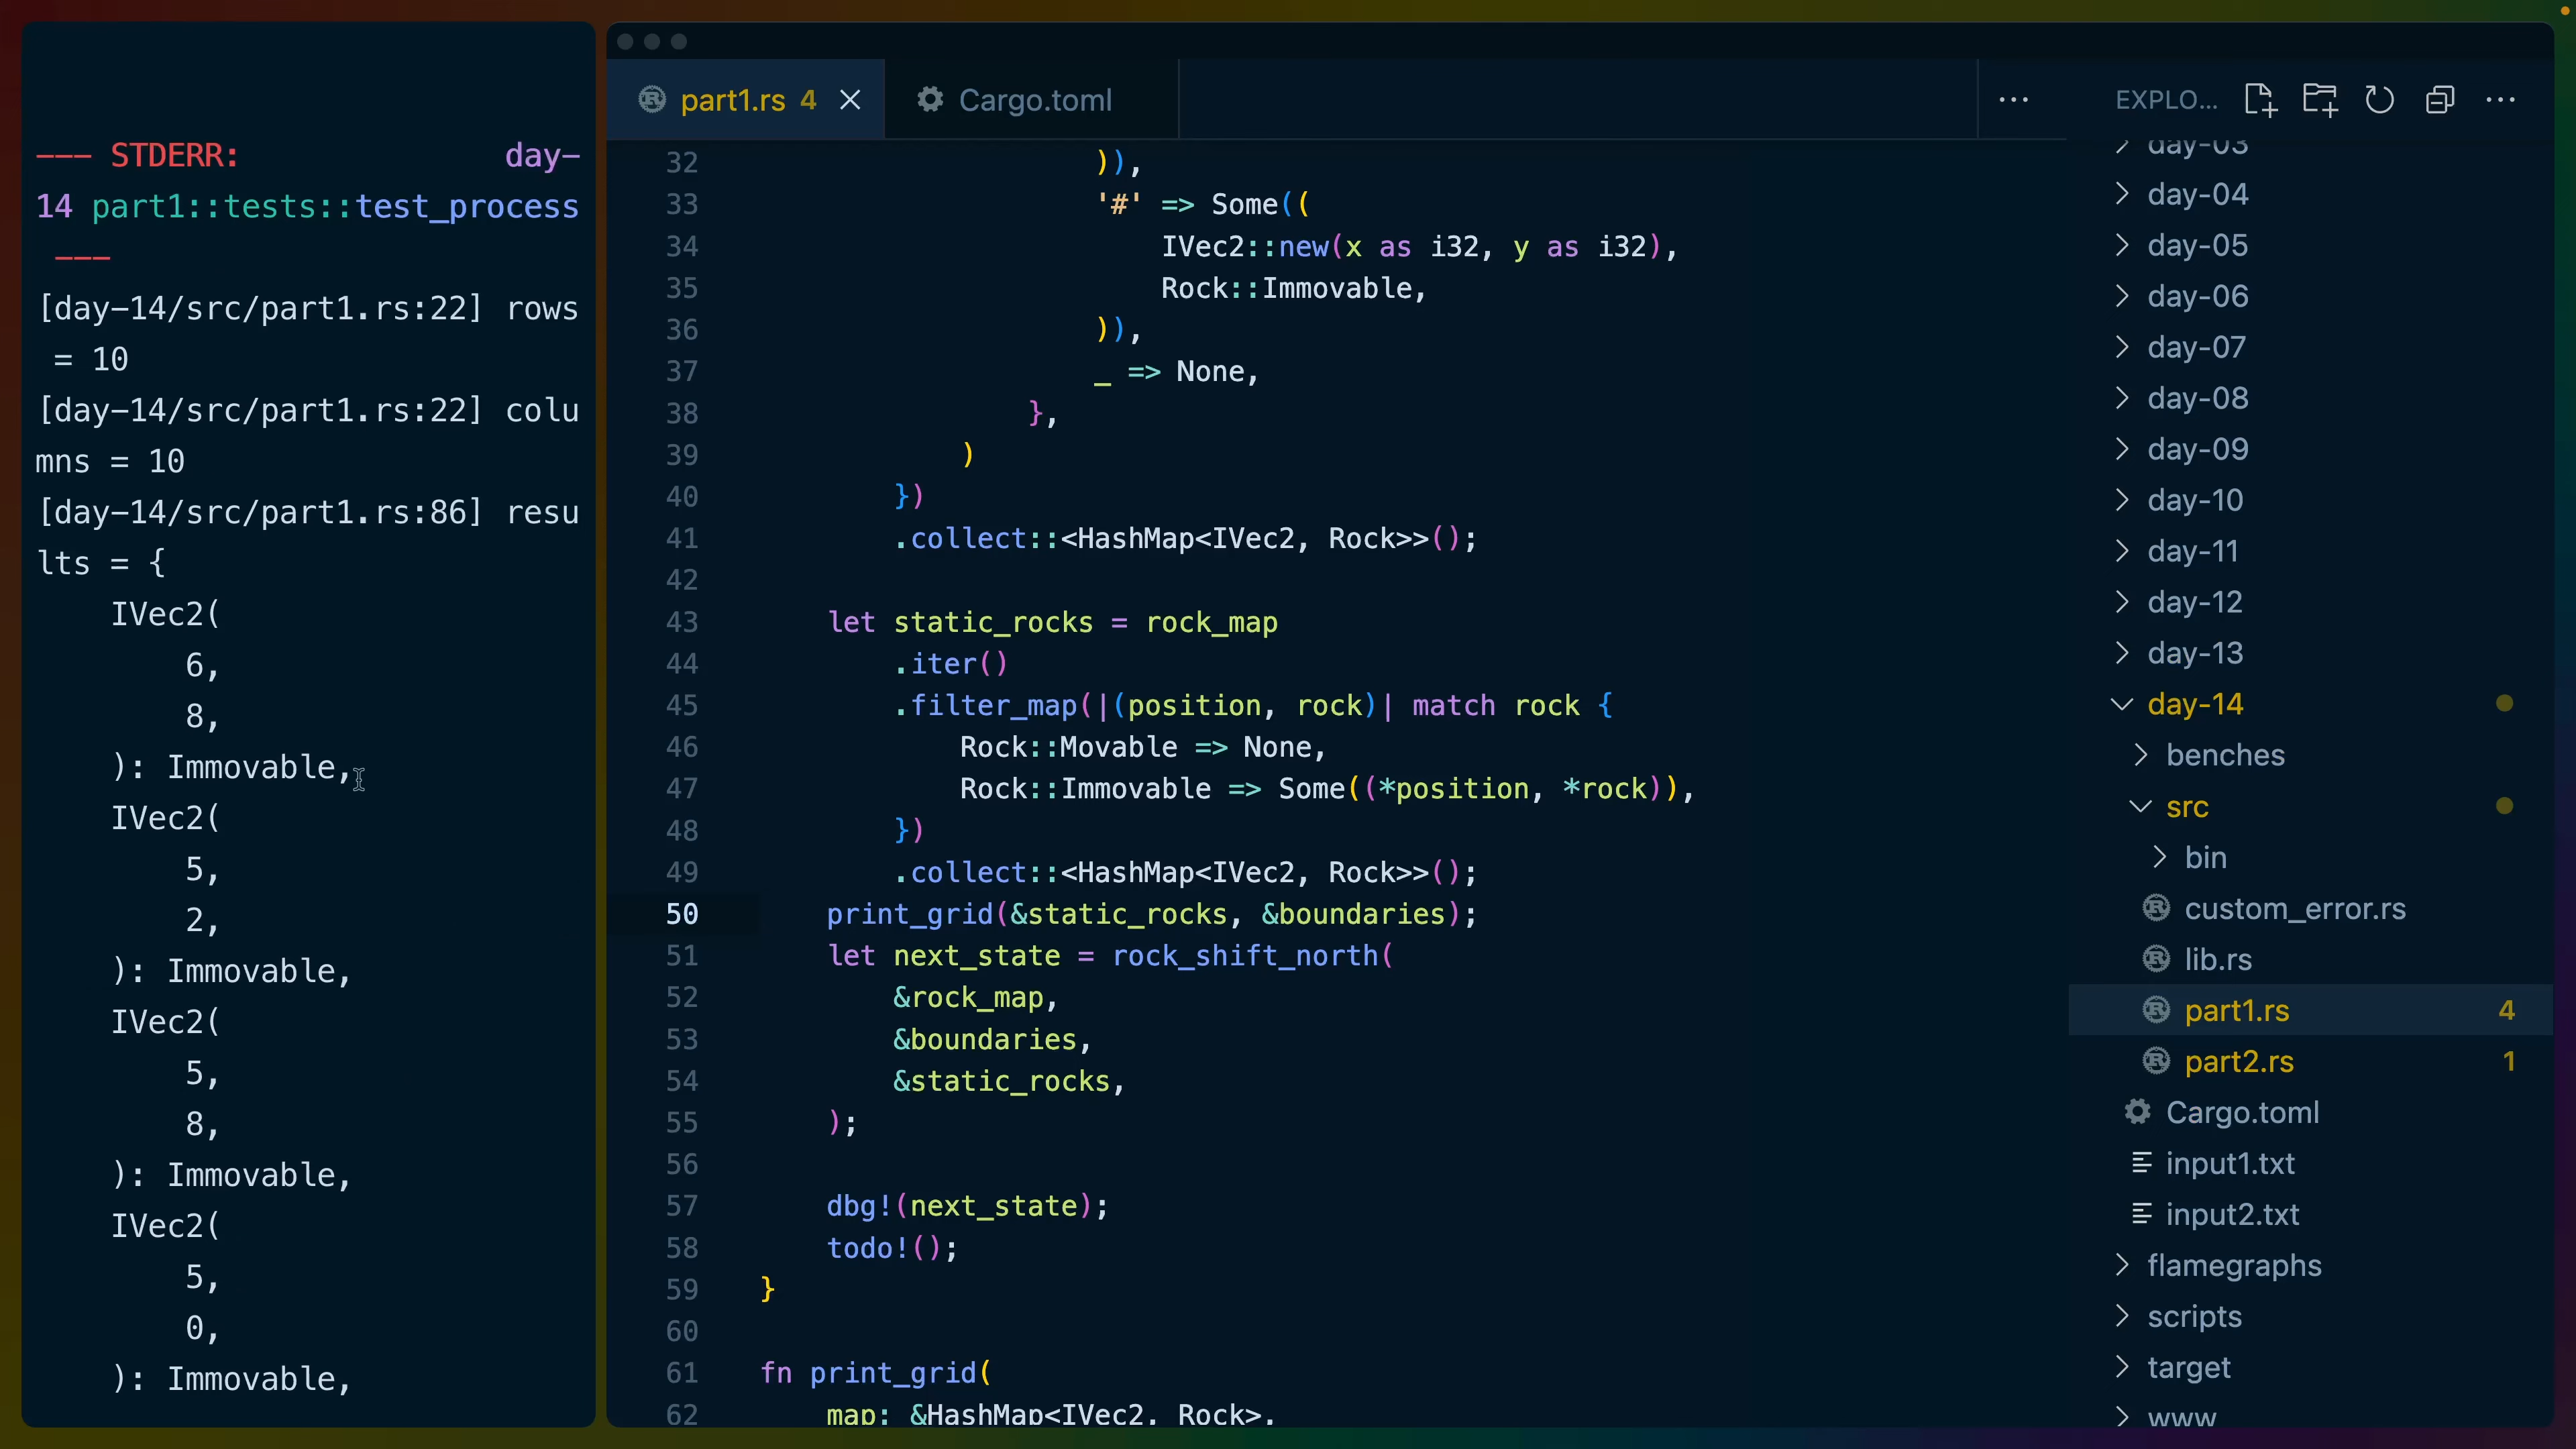 --- STDERR: day-
14 part1::tests::test_process
---
[day-14/src/part1.rs:22] rows
= 10
[day-14/src/part1.rs:22] colu
mns = 10
[day-14/src/part1.rs:86] resu
lts = {
IVec2(
6,
8,
): Immovable,
IVec2(
5,
2,
): Immovable,
IVec2(
5,
8,
): Immovable,
IVec2(
5,
0,
): Immovable,
part1.rs 4
Cargo.toml
32 )),
33 '#' => Some((
34 IVec2::new(x as i32, y as i32),
35 Rock::Immovable,
36 )),
37 _ => None,
38 },
39 )
40 })
41 .collect::<HashMap<IVec2, Rock>>();
42
43 let static_rocks = rock_map
44 .iter()
45 .filter_map(|(position, rock)| match rock {
46 Rock::Movable => None,
47 Rock::Immovable => Some((*position, *rock)),
48 })
49 .collect::<HashMap<IVec2, Rock>>();
50 print_grid(&static_rocks, &boundaries);
51 let next_state = rock_shift_north(
52 &rock_map,
53 &boundaries,
54 &static_rocks,
55 );
56
57 dbg!(next_state);
58 todo!();
59 }
60
61 fn print_grid(
62 map: &HashMap<IVec2, Rock>,
EXPLO...
day-03
day-04
day-05
day-06
day-07
day-08
day-09
day-10
day-11
day-12
day-13
day-14
benches
src
bin
custom_error.rs
lib.rs
part1.rs 4
part2.rs 1
Cargo.toml
input1.txt
input2.txt
flamegraphs
scripts
target
www